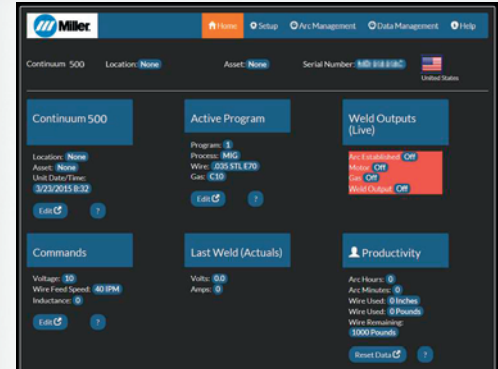 Miller.
Home Setup Arc Management Data Management Help
Continuum 500 Location: None Asset: None Serial Number:
United States
Continuum 500
Location: None
Asset: None
Unit Date/Time:
3/23/2015 8:32
Edit ?
Active Program
Program: 1
Process: MIG
Wire: .035 STL E70
Gas: C10
Edit ?
Weld Outputs
(Live)
Arc Established Off
Motor Off
Gas Off
Weld Output Off
Commands
Voltage: 10
Wire Feed Speed: 40 IPM
Inductance: 0
Edit ?
Last Weld (Actuals)
Volts: 0.0
Amps: 0
Productivity
Arc Hours: 0
Arc Minutes: 0
Wire Used: 0 Inches
Wire Used: 0 Pounds
Wire Remaining:
1000 Pounds
Reset Data ?